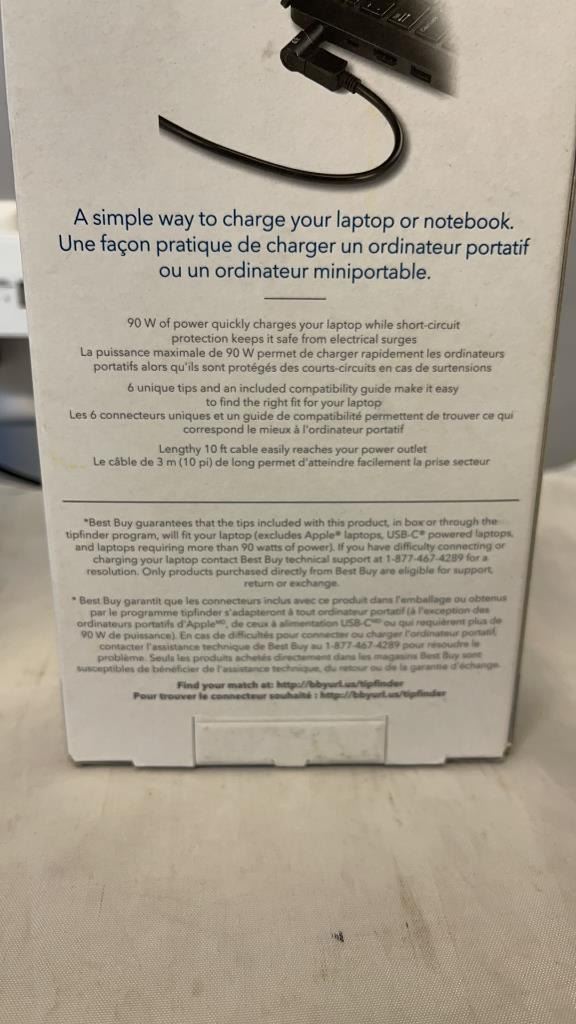 A simple way to charge your laptop or notebook.
Une façon pratique de charger un ordinateur portatif
ou un ordinateur miniportable.
90 W of power quickly charges your laptop while short-circuit
protection keeps it safe from electrical surges
La puissance maximale de 90 W permet de charger rapidement les ordinateurs
portatifs alors qu'ils sont protégés des courts-circuits en cas de surtensions
6 unique tips and an included compatibility guide make it easy
to find the right fit for your laptop
Les 6 connecteurs uniques et un guide de compatibilité permettent de trouver ce qui
correspond le mieux à l'ordinateur portatif
Lengthy 10 ft cable easily reaches your power outlet
Le câble de 3 m (10 pi) de long permet d'atteindre facilement la prise secteur
*Best Buy guarantees that the tips included with this product, in box or through the
tipfinder program, will fit your laptop (excludes Apple® laptops, USB-C® powered laptops,
and laptops requiring more than 90 watts of power). If you have difficulty connecting or
charging your laptop contact Best Buy technical support at 1-877-467-4289 for a
resolution. Only products purchased directly from Best Buy are eligible for support,
return or exchange.
* Best Buy garantit que les connecteurs inclus avec ce produit dans l'emballage ou obtenus
par le programme tipfinder s'adapteront à tout ordinateur portatif (à l'exception des
ordinateurs portatifs d'Apple MD, de ceux à alimentation USB-C MD ou qui requièrent plus de
90 W de puissance). En cas de difficultés pour connecter ou charger l'ordinateur portatif,
contacter l'assistance technique de Best Buy au 1-877-467-4289 pour résoudre le
problème. Seuls les produits achetés directement dans les magasins Best Buy sont
susceptibles de bénéficier de l'assistance technique, du retour ou de la garantie d'échange.
Find your match at: http://bbyurl.us/tipfinder
Pour trouver le connecteur souhaité : http://bbyurl.us/tipfinder